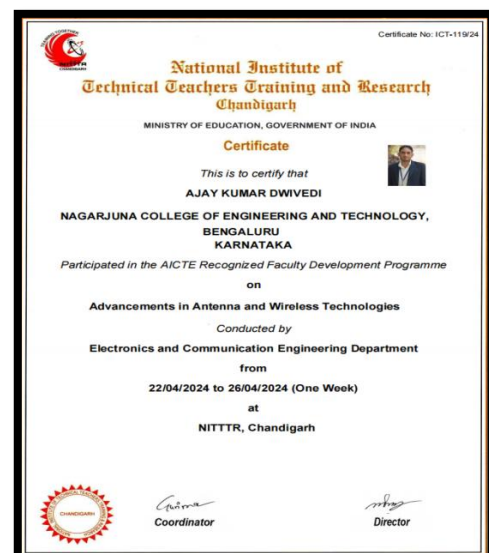 Certificate No: ICT-119/24
NITTTR
CHANDIGARH
National Institute of
Technical Teachers Training and Research
Chandigarh
MINISTRY OF EDUCATION, GOVERNMENT OF INDIA
Certificate
This is to certify that
AJAY KUMAR DWIVEDI
NAGARJUNA COLLEGE OF ENGINEERING AND TECHNOLOGY,
BENGALURU
KARNATAKA
Participated in the AICTE Recognized Faculty Development Programme
on
Advancements in Antenna and Wireless Technologies
Conducted by
Electronics and Communication Engineering Department
from
22/04/2024 to 26/04/2024 (One Week)
at
NITTTR, Chandigarh
CHANDIGARH
Coordinator
Director